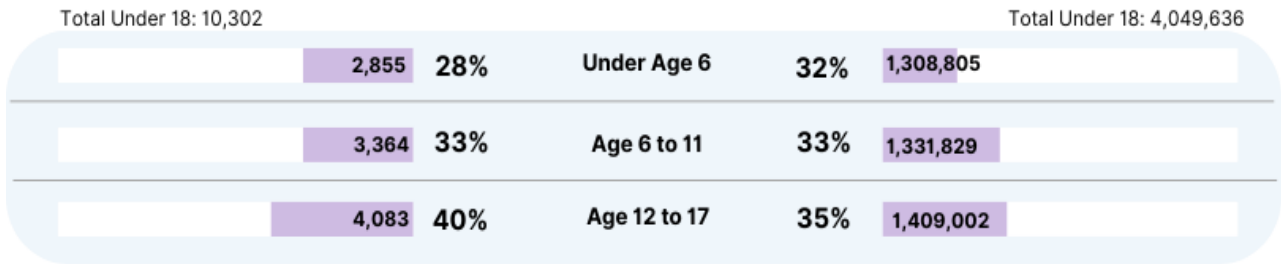 Total Under 18: 10,302 Total Under 18: 4,049,636
2,855 28% Under Age 6 32% 1,308,805
3,364 33% Age 6 to 11 33% 1,331,829
4,083 40% Age 12 to 17 35% 1,409,002